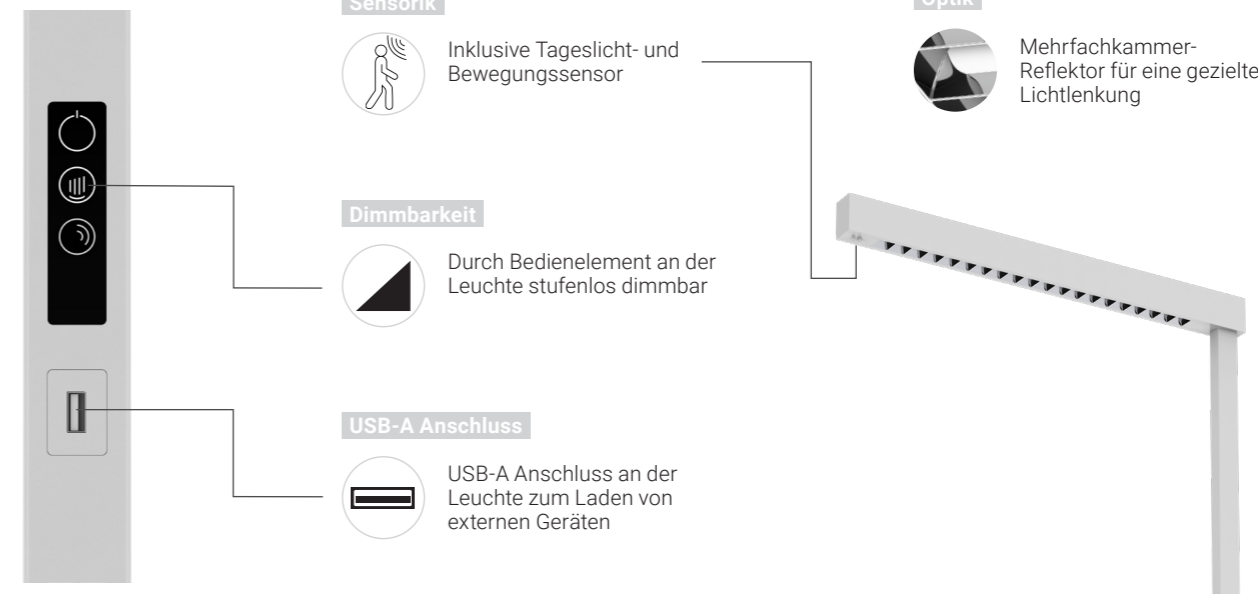 Sensorik
Inklusive Tageslicht- und
Bewegungssensor
Optik
Mehrfachkammer-
Reflektor für eine gezielte
Lichtlenkung
Dimmbarkeit
Durch Bedienelement an der
Leuchte stufenlos dimmbar
USB-A Anschluss
USB-A Anschluss an der
Leuchte zum Laden von
externen Geräten